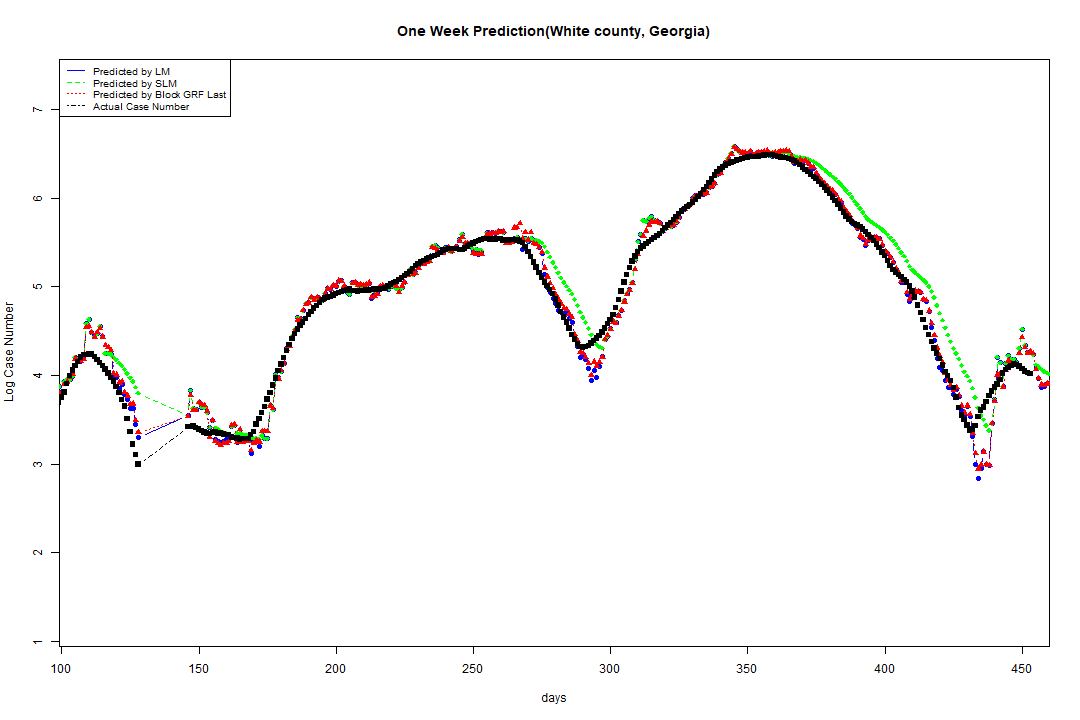 One Week Prediction(White county, Georgia)
Predicted by LM
Predicted by SLM
Predicted by Block GRF Last
Actual Case Number
7
6
5
4
3
2
1
Log Case Number
100 150 200 250 300 350 400 450
days